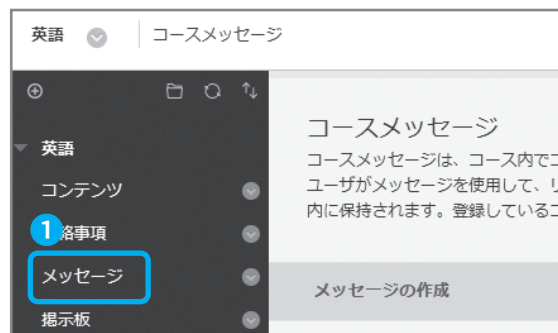 英語
コースメッセージ
英語
コンテンツ
1
絡事項
メッセージ
掲示板
コースメッセージ
コースメッセージは、コース内で
ユーザがメッセージを使用して、
内に保持されます。登録している
メッセージの作成